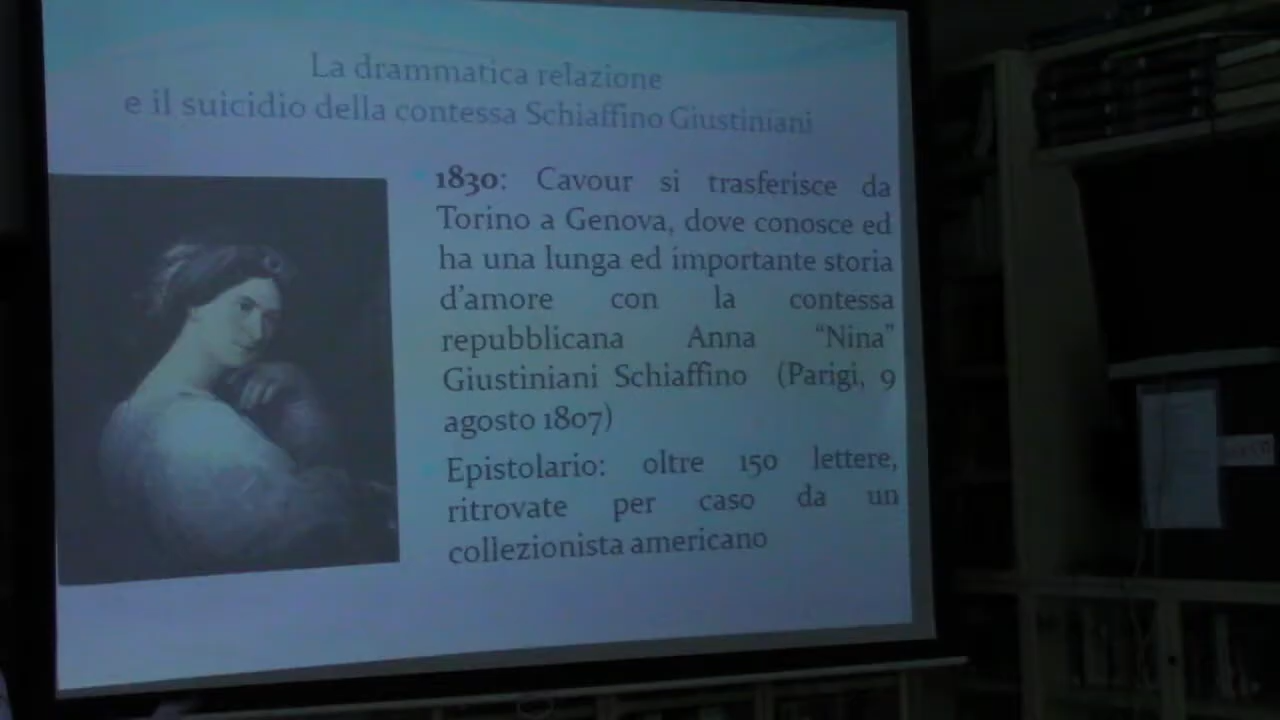 La drammatica relazione
e il suicidio della contessa Schiaffino Giustiniani
1830: Cavour si trasferisce da
Torino a Genova, dove conosce ed
ha una lunga ed importante storia
d'amore con la contessa
repubblicana Anna “Nina”
Giustiniani Schiaffino (Parigi, 9
agosto 1807)
Epistolario: oltre 150 lettere,
ritrovate per caso da un
collezionista americano